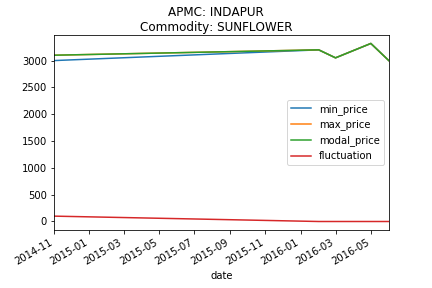 APMC: INDAPUR
Commodity: SUNFLOWER
3000
2500
2000
1500
1000
500
0
min_price
max_price
modal_price
fluctuation
2014-11
2015-01
2015-03
2015-05
2015-07
2015-09
2015-11
2016-01
2016-03
2016-05
date